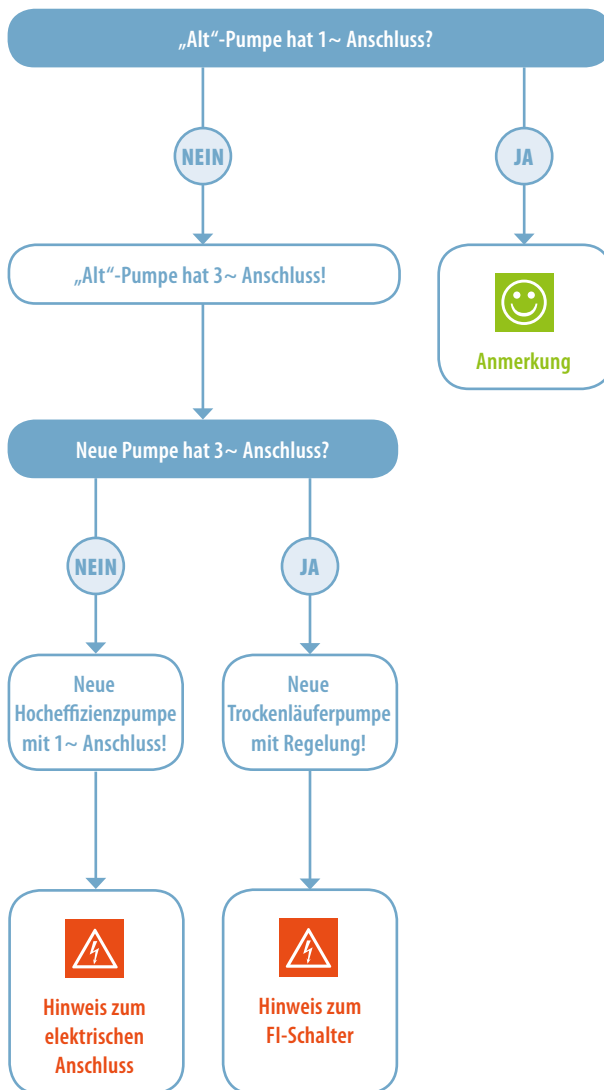 „Alt“-Pumpe hat 1~ Anschluss?
NEIN
JA
„Alt“-Pumpe hat 3~ Anschluss!
Anmerkung
Neue Pumpe hat 3~ Anschluss?
NEIN
JA
Neue
Hocheffizienzpumpe
mit 1~ Anschluss!
Neue
Trockenläuferpumpe
mit Regelung!
Hinweis zum
elektrischen
Anschluss
Hinweis zum
FI-Schalter